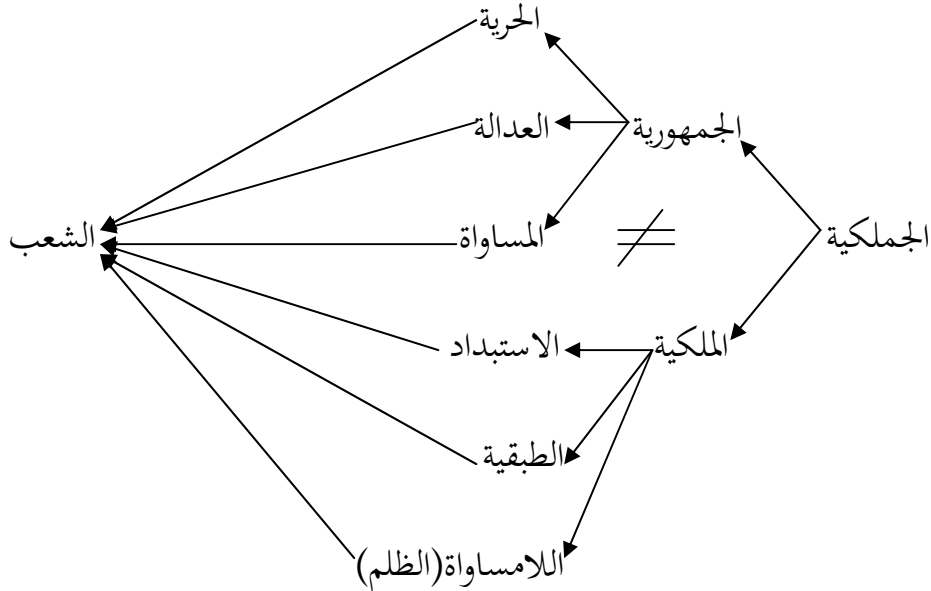 الحرية
العدالة
الجمهورية
الشعب
المساواة
≠
الجملكية
الاستبداد
الملكية
الطبقية
اللامساواة(الظلم)